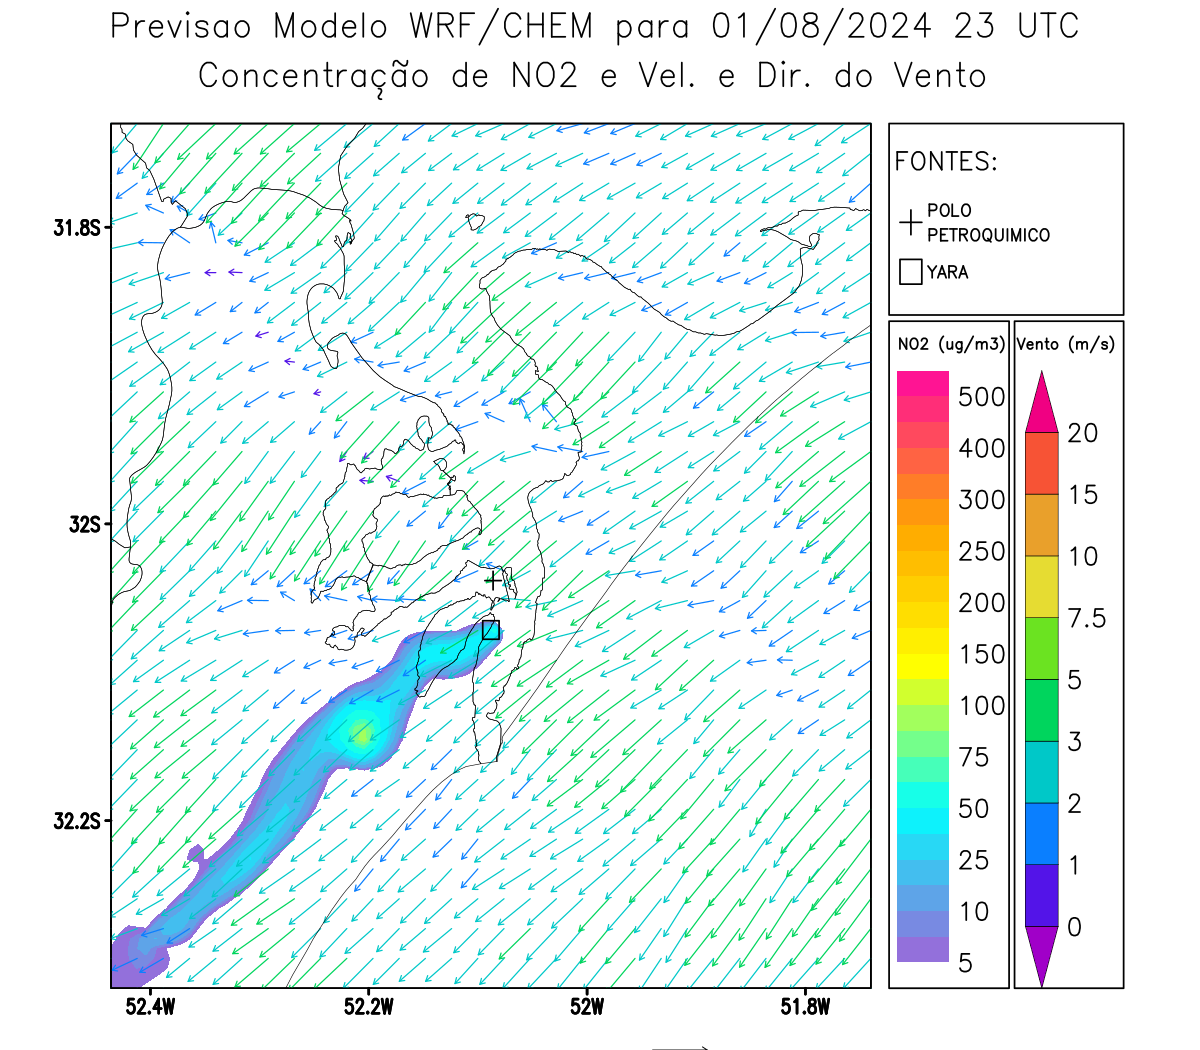 Previsao Modelo WRF/CHEM para 01/08/2024 23 UTC
Concentração de NO2 e Vel. e Dir. do Vento
FONTES:
POLO
PETROQUIMICO
YARA
31.8S
32S
32.2S
52.4W
52.2W
52W
51.8W
NO2 (ug/m3)
500
400
300
250
200
150
100
75
50
25
10
5
Vento (m/s)
20
15
10
7.5
5
3
2
1
0